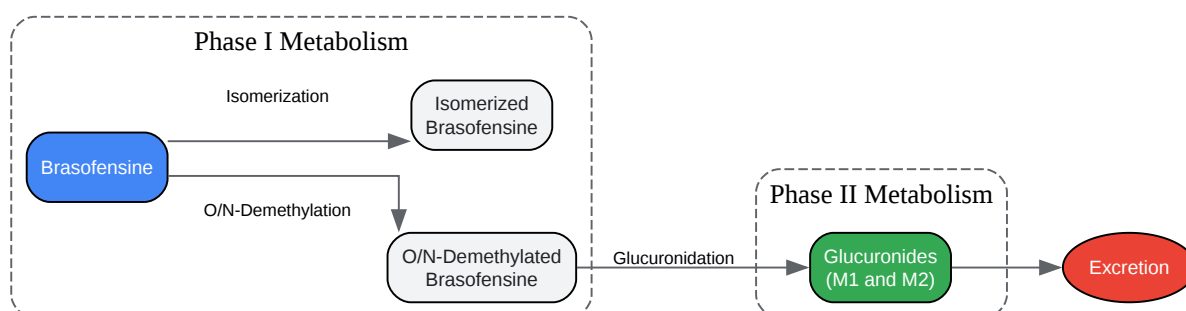 Phase I Metabolism
Isomerization
Isomerized
Brasofensine
Brasofensine
O/N-Demethylation
O/N-Demethylated
Brasofensine
Glucuronidation
Phase II Metabolism
Glucuronides
(M1 and M2)
Excretion